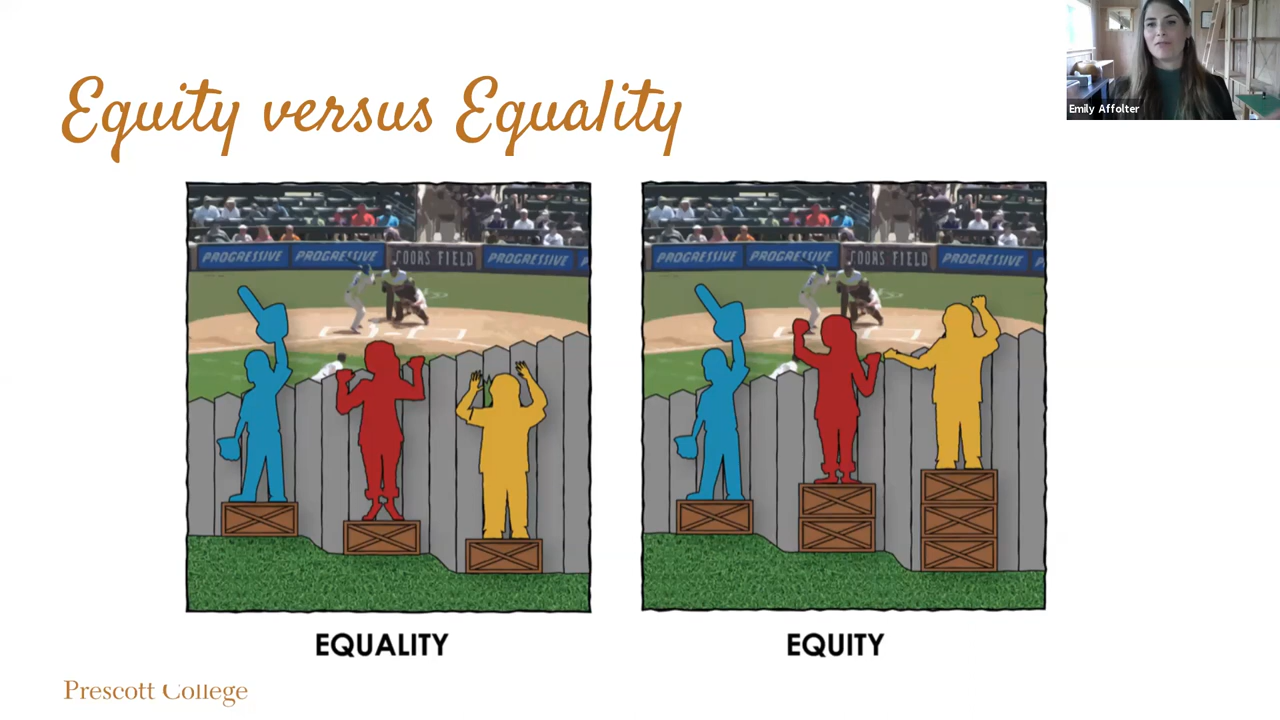 Emily Affolter
Equity versus Equality
PROGRESSIVE PROGRESSIVE COORS FIELD PROGRESSIVE P
PROGRESSIVE PROGRESSIVE COORS FIELD PROGRESSIVE P
EQUALITY
EQUITY
Prescott College